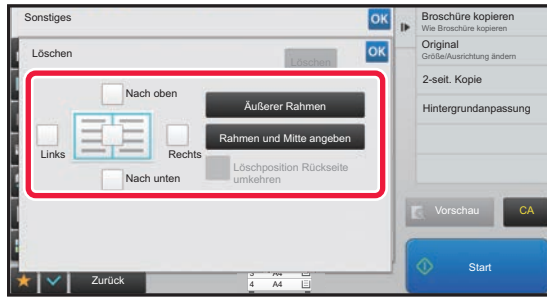 Sonstiges
OK
Löschen
OK
Löschen
Nach oben
Links
Rechts
Nach unten
Äußerer Rahmen
Rahmen und Mitte angeben
Löschposition Rückseite
umkehren
Zurück
3 A4
4 A4
Broschüre kopieren
Wie Broschüre kopieren
Original
Größe/Ausrichtung ändern
2-seit. Kopie
Hintergrundanpassung
Vorschau
CA
Start